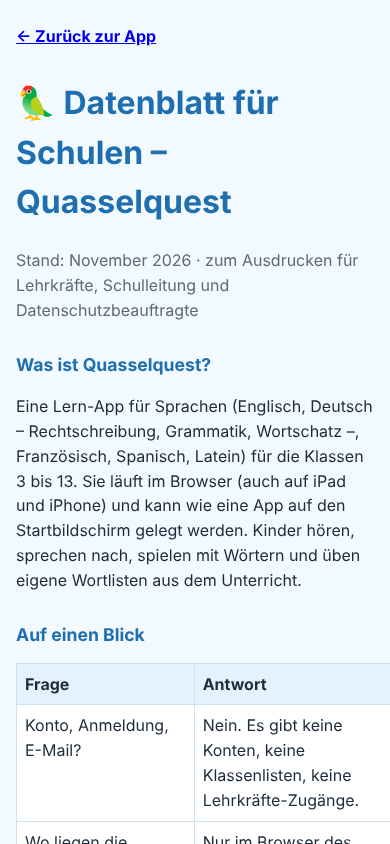 ← Zurück zur App
🦜 Datenblatt für
Schulen –
Quasselquest
Stand: November 2026 · zum Ausdrucken für
Lehrkräfte, Schulleitung und
Datenschutzbeauftragte
Was ist Quasselquest?
Eine Lern-App für Sprachen (Englisch, Deutsch
– Rechtschreibung, Grammatik, Wortschatz –,
Französisch, Spanisch, Latein) für die Klassen
3 bis 13. Sie läuft im Browser (auch auf iPad
und iPhone) und kann wie eine App auf den
Startbildschirm gelegt werden. Kinder hören,
sprechen nach, spielen mit Wörtern und üben
eigene Wortlisten aus dem Unterricht.
Auf einen Blick
Frage Antwort
Konto, Anmeldung, Nein. Es gibt keine
E-Mail? Konten, keine
Klassenlisten, keine
Lehrkräfte-Zugänge.
Wo liegen die Nur im Browser des